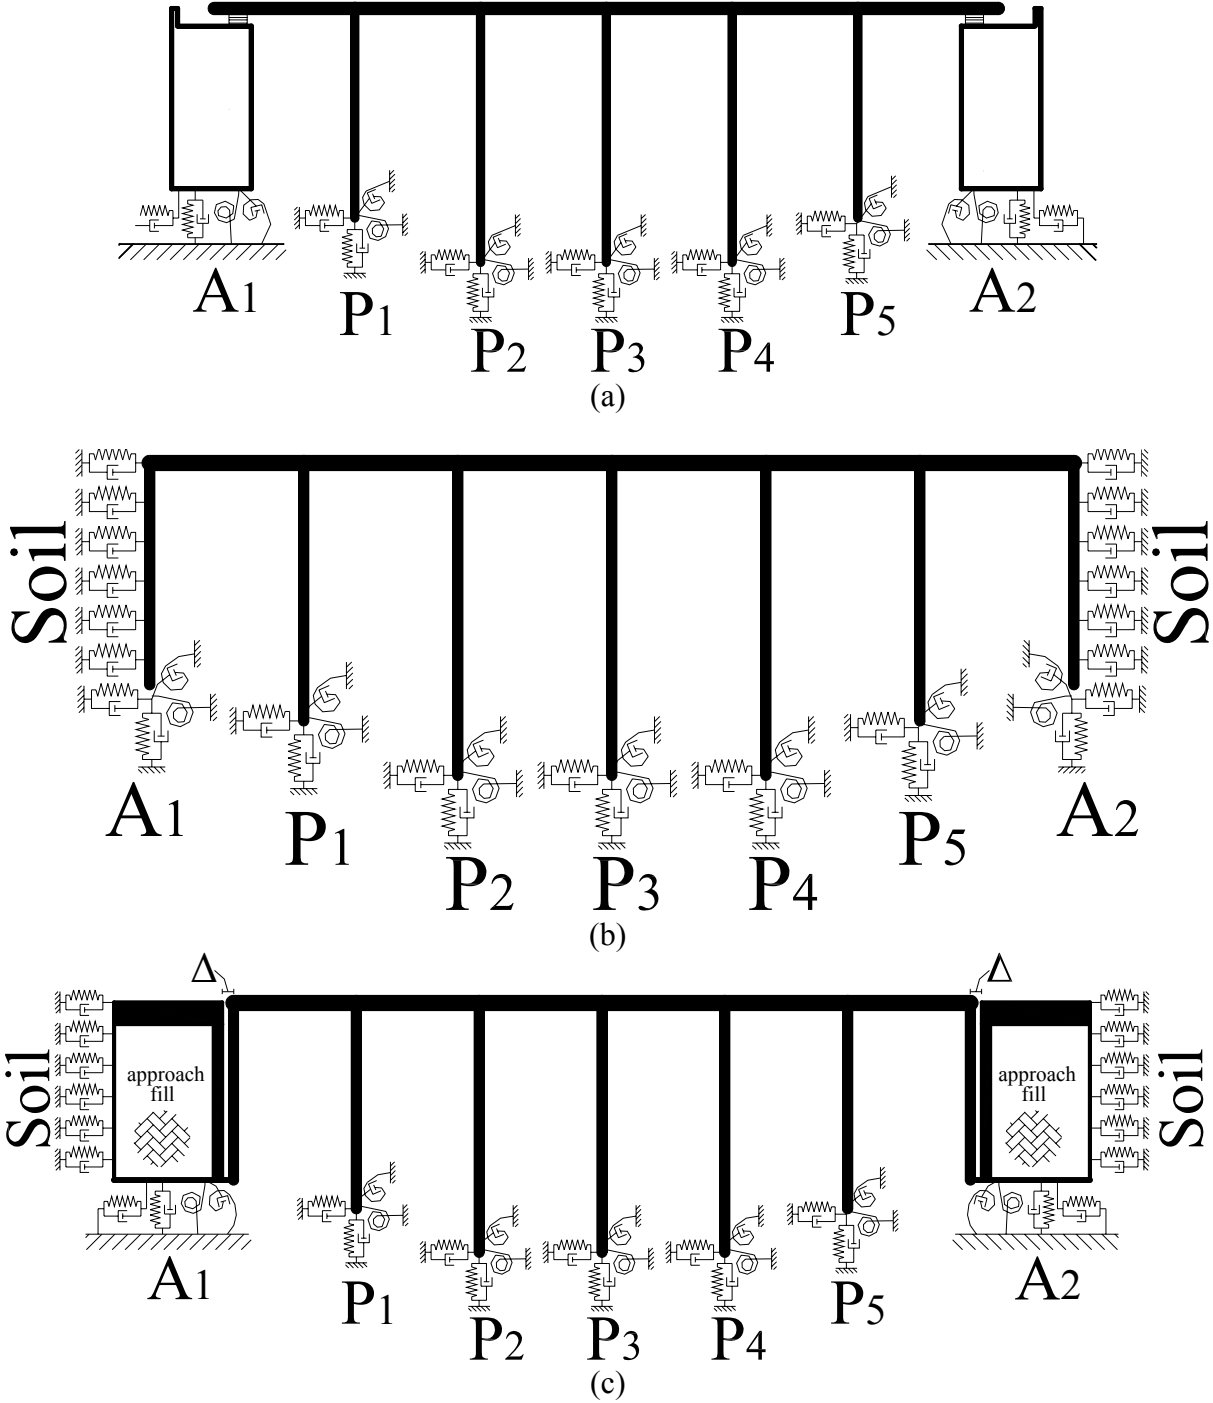 A1
P1
P2
P3
P4
P5
A2
(a)
Soil
Soil
A1
P1
P2
P3
P4
P5
A2
(b)
Δ
Δ
Soil
approach
fill
approach
fill
Soil
A1
P1
P2
P3
P4
P5
A2
(c)